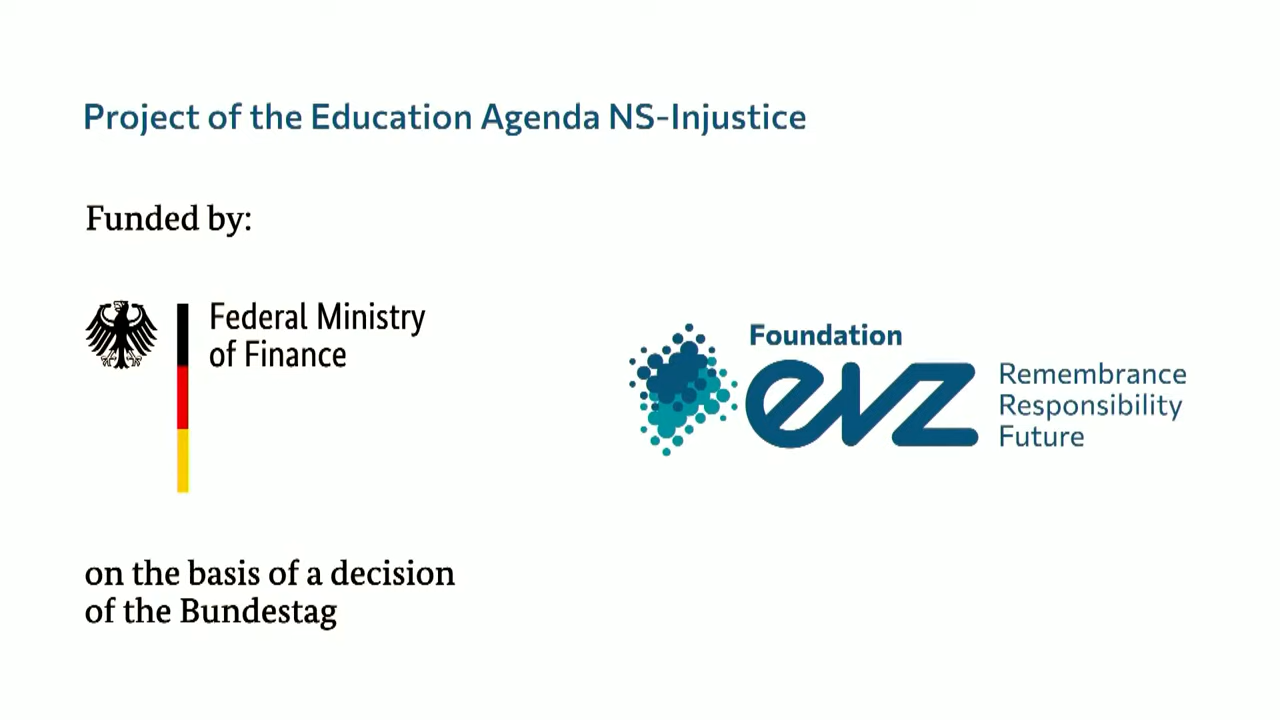 Project of the Education Agenda NS-Injustice
Funded by:
Federal Ministry
of Finance
Foundation
evz
Remembrance
Responsibility
Future
on the basis of a decision
of the Bundestag